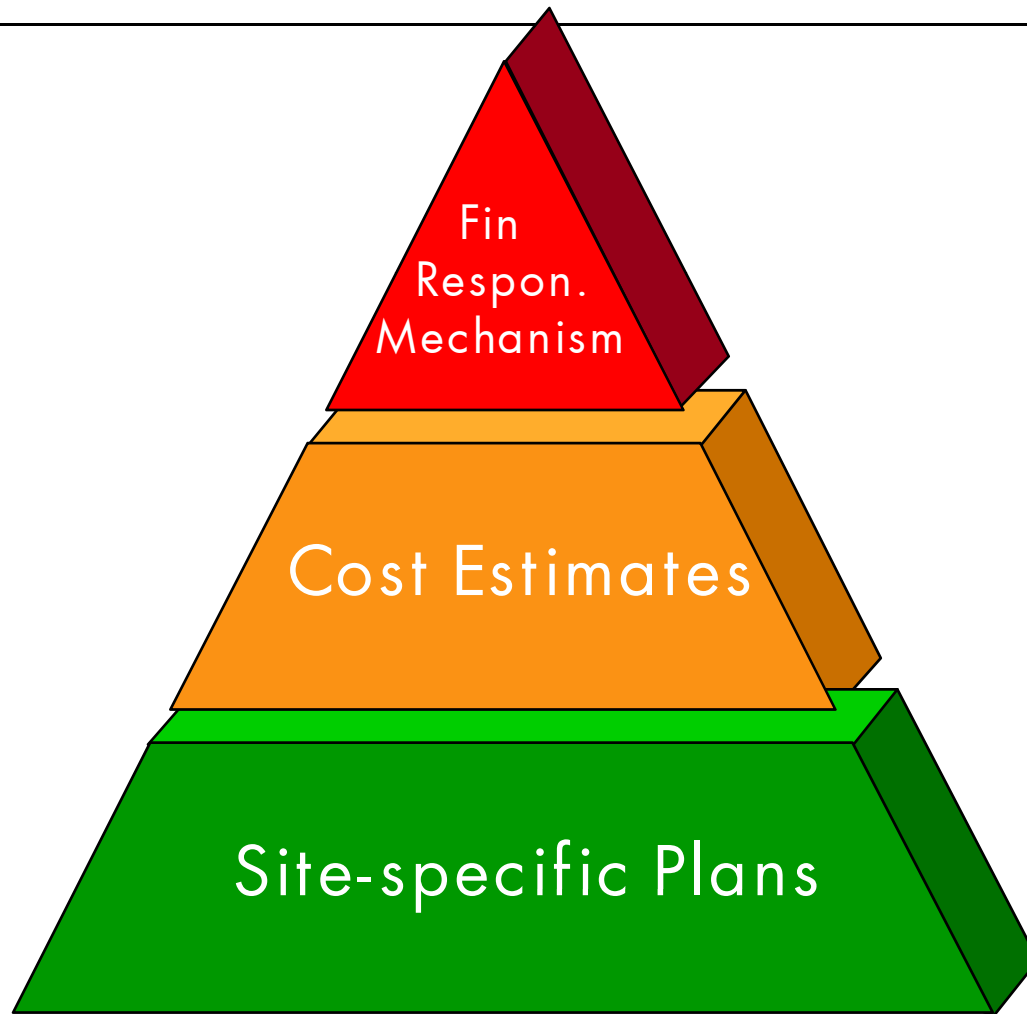 Fin
Respon.
Mechanism
Cost Estimates
Site-specific Plans